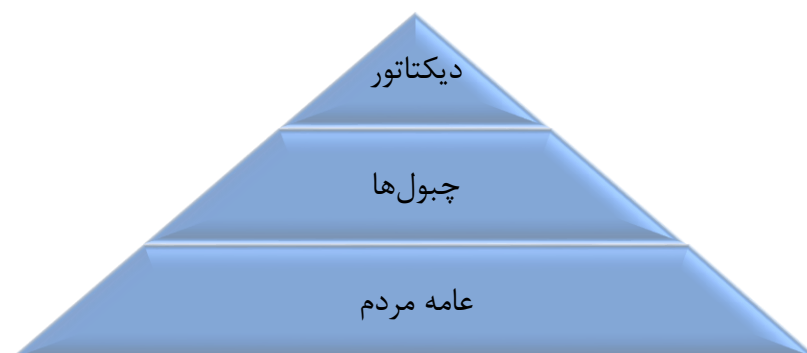 دیکتاتور
چبول‌ها
عامه مردم